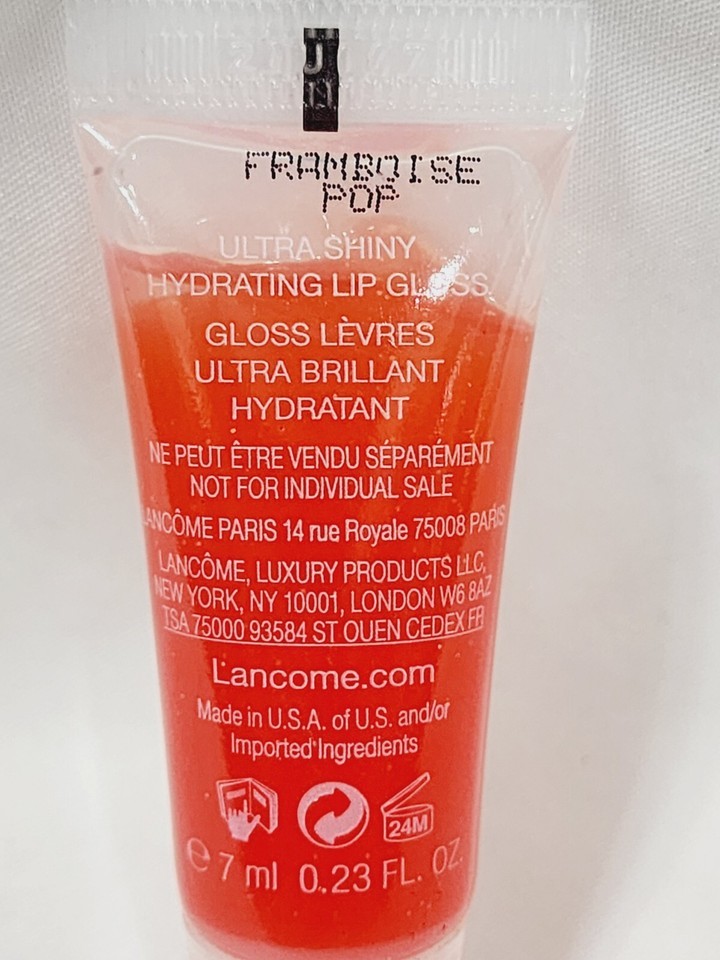 FRAMBOISE
POP
ULTRA SHINY
HYDRATING LIP GLOSS
GLOSS LÈVRES
ULTRA BRILLANT
HYDRATANT
NE PEUT ÊTRE VENDU SÉPARÉMENT
NOT FOR INDIVIDUAL SALE
LANCÔME PARIS 14 rue Royale 75008 PARIS
LANCÔME, LUXURY PRODUCTS LLC,
NEW YORK, NY 10001, LONDON W6 8AZ
TSA 75000 93584 ST OUEN CEDEX FR
Lancome.com
Made in U.S.A. of U.S. and/or
Imported Ingredients
24M
e 7 ml 0.23 FL. OZ.